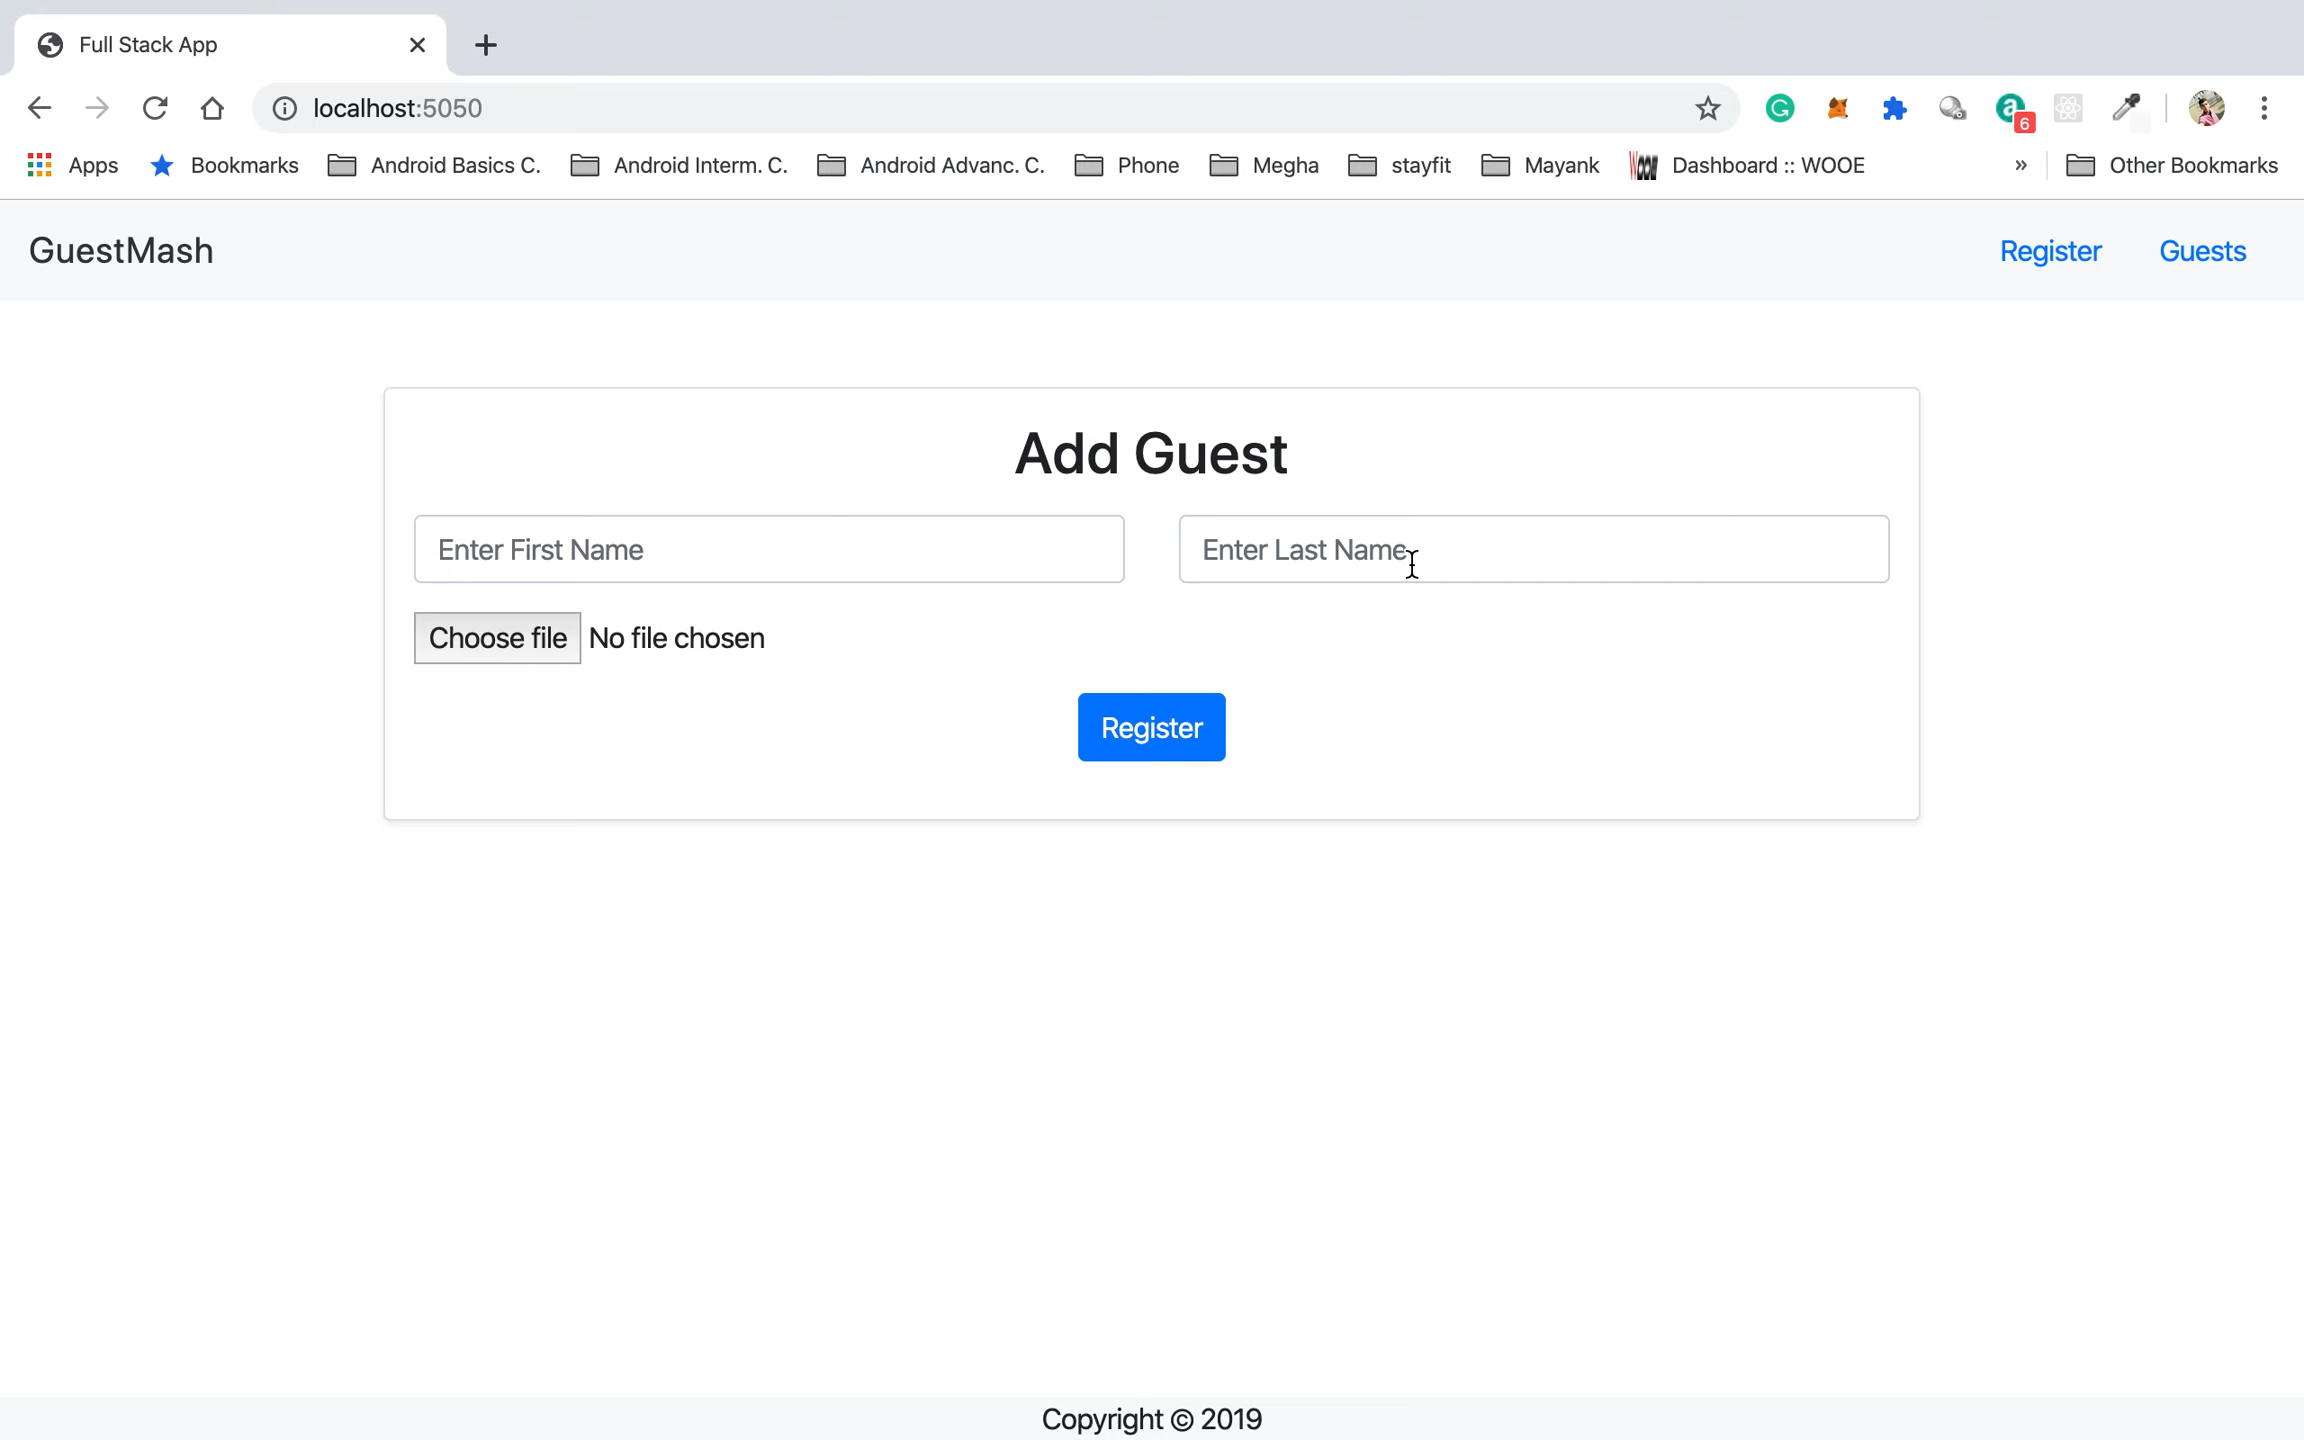 Full Stack App
localhost:5050
6
Apps Bookmarks Android Basics C. Android Interm. C. Android Advanc. C. Phone Megha stayfit Mayank Dashboard :: WOOE » Other Bookmarks
GuestMash Register Guests
Add Guest
Enter First Name Enter Last Name
Choose file No file chosen
Register
Copyright © 2019